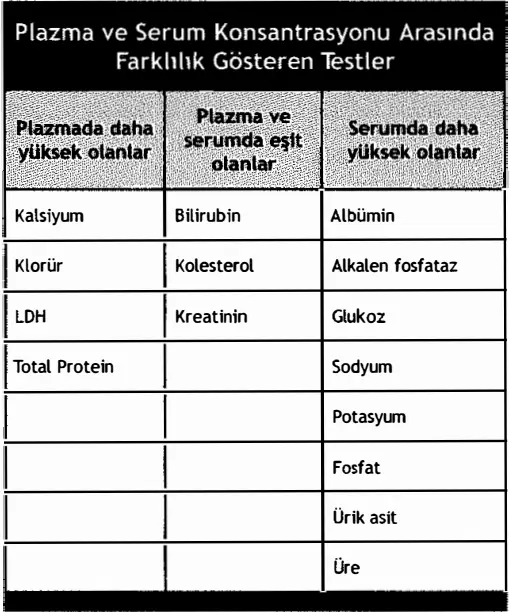 Plazma ve Serum Konsantrasyonu Arasında
Farklılık Gösteren Testler
Plazmada daha
yüksek olanlar
Plazma ve
serumda eşit
olanlar
Serumda daha
yüksek olanlar
Kalsiyum
Bilirubin
Albümin
Klorür
Kolesterol
Alkalen fosfataz
LDH
Kreatinin
Glukoz
Total Protein
Sodyum
Potasyum
Fosfat
Ürik asit
Üre